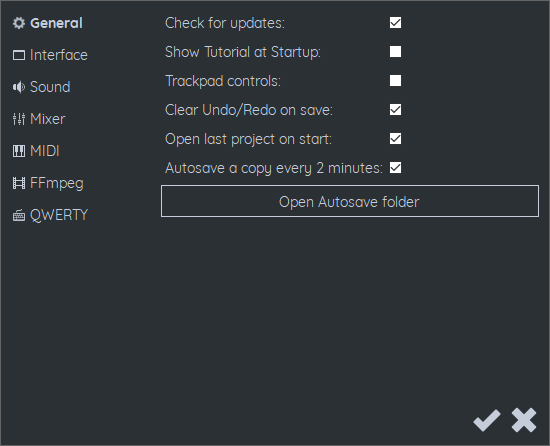 General
Interface
Sound
Mixer
MIDI
FFmpeg
QWERTY
Check for updates:
Show Tutorial at Startup:
Trackpad controls:
Clear Undo/Redo on save:
Open last project on start:
Autosave a copy every 2 minutes:
Open Autosave folder